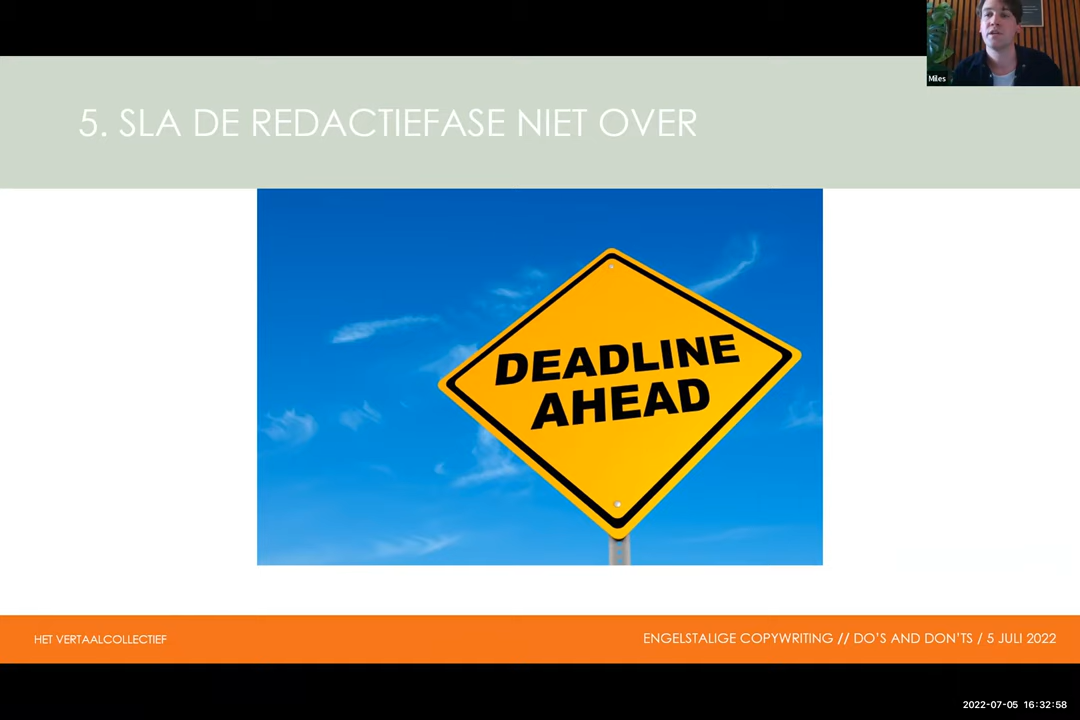 Miles
5. SLA DE REDACTIEFASE NIET OVER
DEADLINE
AHEAD
HET VERTAALCOLLECTIEF
ENGELSTALIGE COPYWRITING // DO'S AND DON'TS / 5 JULI 2022
2022-07-05 16:32:58